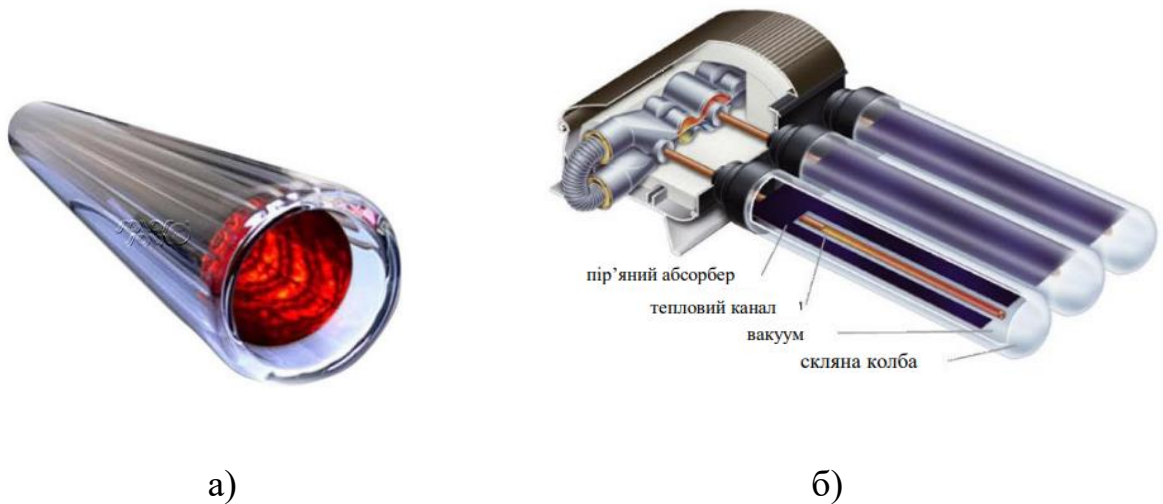 пір’яний абсорбер
тепловий канал
вакуум
скляна колба
а)
б)